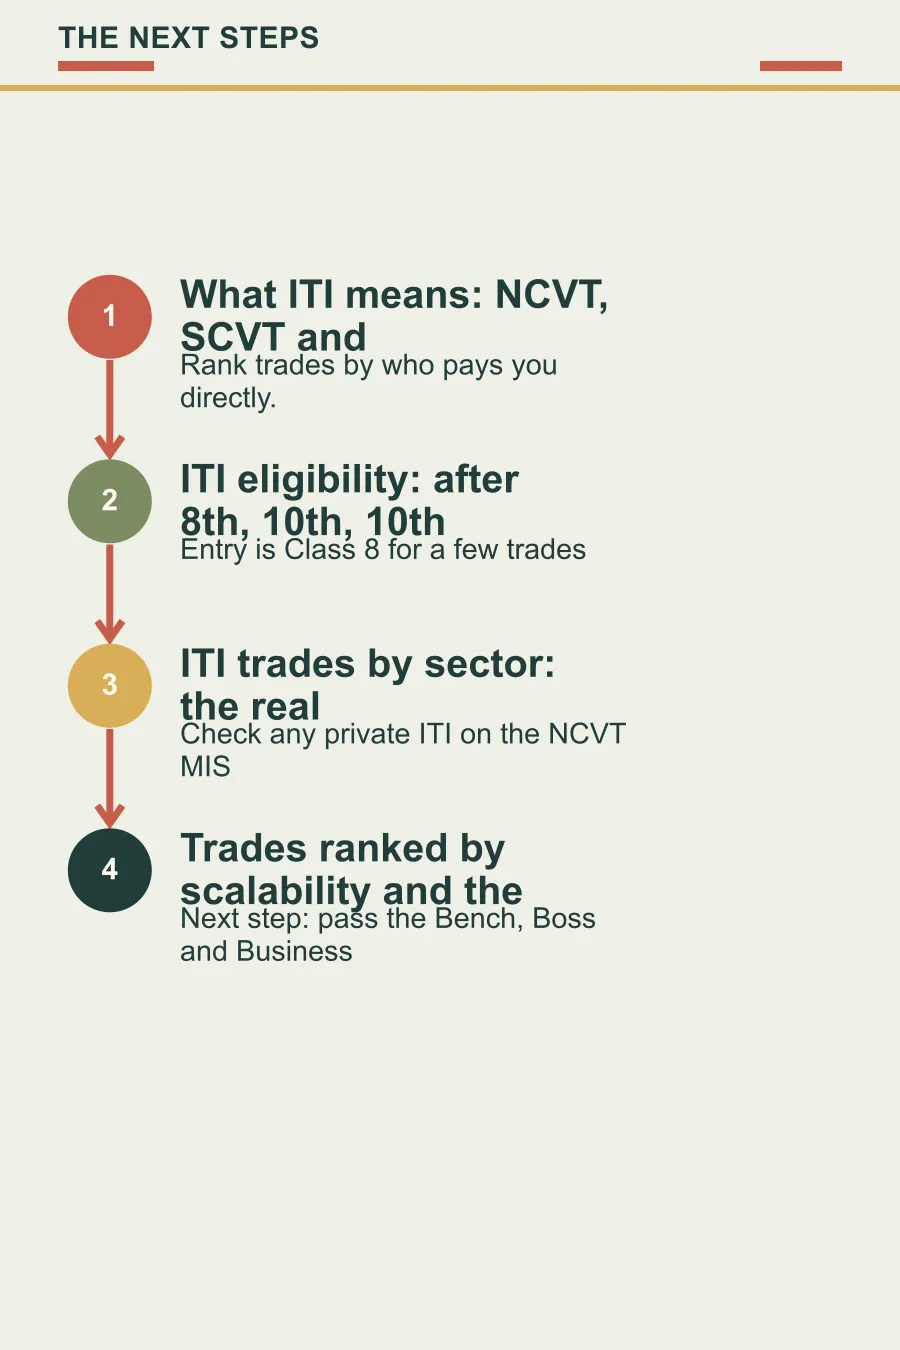 THE NEXT STEPS
1
What ITI means: NCVT,
SCVT and
Rank trades by who pays you
directly.
2
ITI eligibility: after
8th, 10th, 10th
Entry is Class 8 for a few trades
3
ITI trades by sector:
the real
Check any private ITI on the NCVT
MIS
4
Trades ranked by
scalability and the
Next step: pass the Bench, Boss
and Business